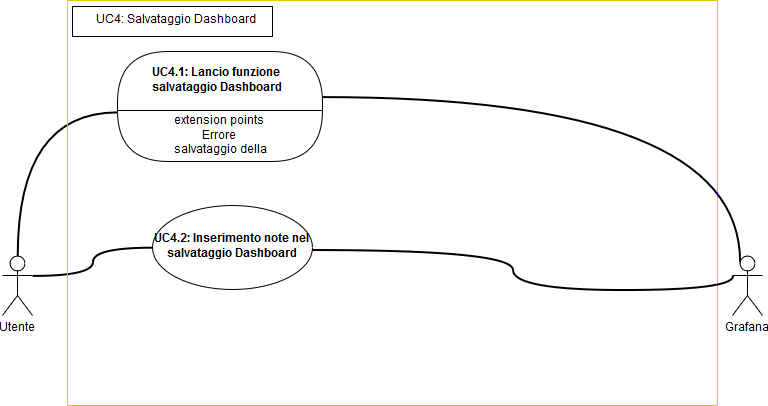 UC4: Salvataggio Dashboard
UC4.1: Lancio funzione
salvataggio Dashboard
extension points
Errore
salvataggio della
UC4.2: Inserimento note nel
salvataggio Dashboard
Utente
Grafana